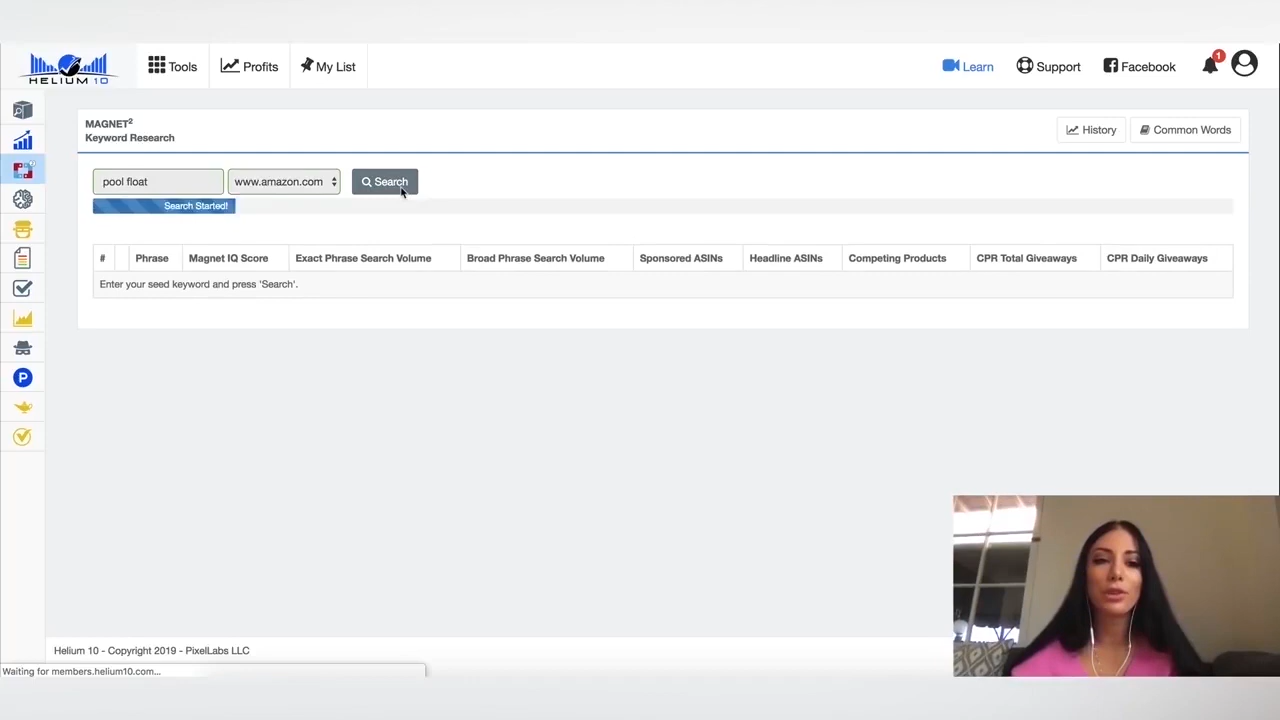 HELIUM 10
Tools
Profits
My List
Learn
Support
Facebook
1
MAGNET²
Keyword Research
History
Common Words
pool float
www.amazon.com
Search
Search Started!
# Phrase Magnet IQ Score Exact Phrase Search Volume Broad Phrase Search Volume Sponsored ASINs Headline ASINs Competing Products CPR Total Giveaways CPR Daily Giveaways
Enter your seed keyword and press 'Search'.
P
Helium 10 - Copyright 2019 - PixelLabs LLC
Waiting for members.helium10.com...